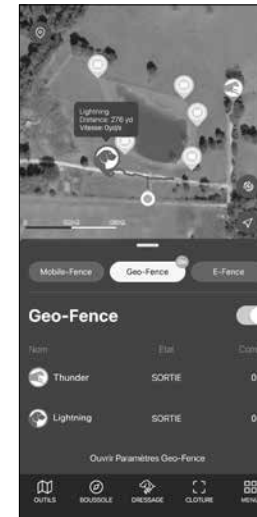 Lightning
Distance: 276 yd
Vitesse: 0yd/s
Mobile-Fence
Geo-Fence
E-Fence
Geo-Fence
Nom Etat
Thunder SORTIE
Lightning SORTIE
Ouvrir Paramètres Geo-Fence
OUTILS BOUSSOLE DRESSAGE CLOTURE MENU